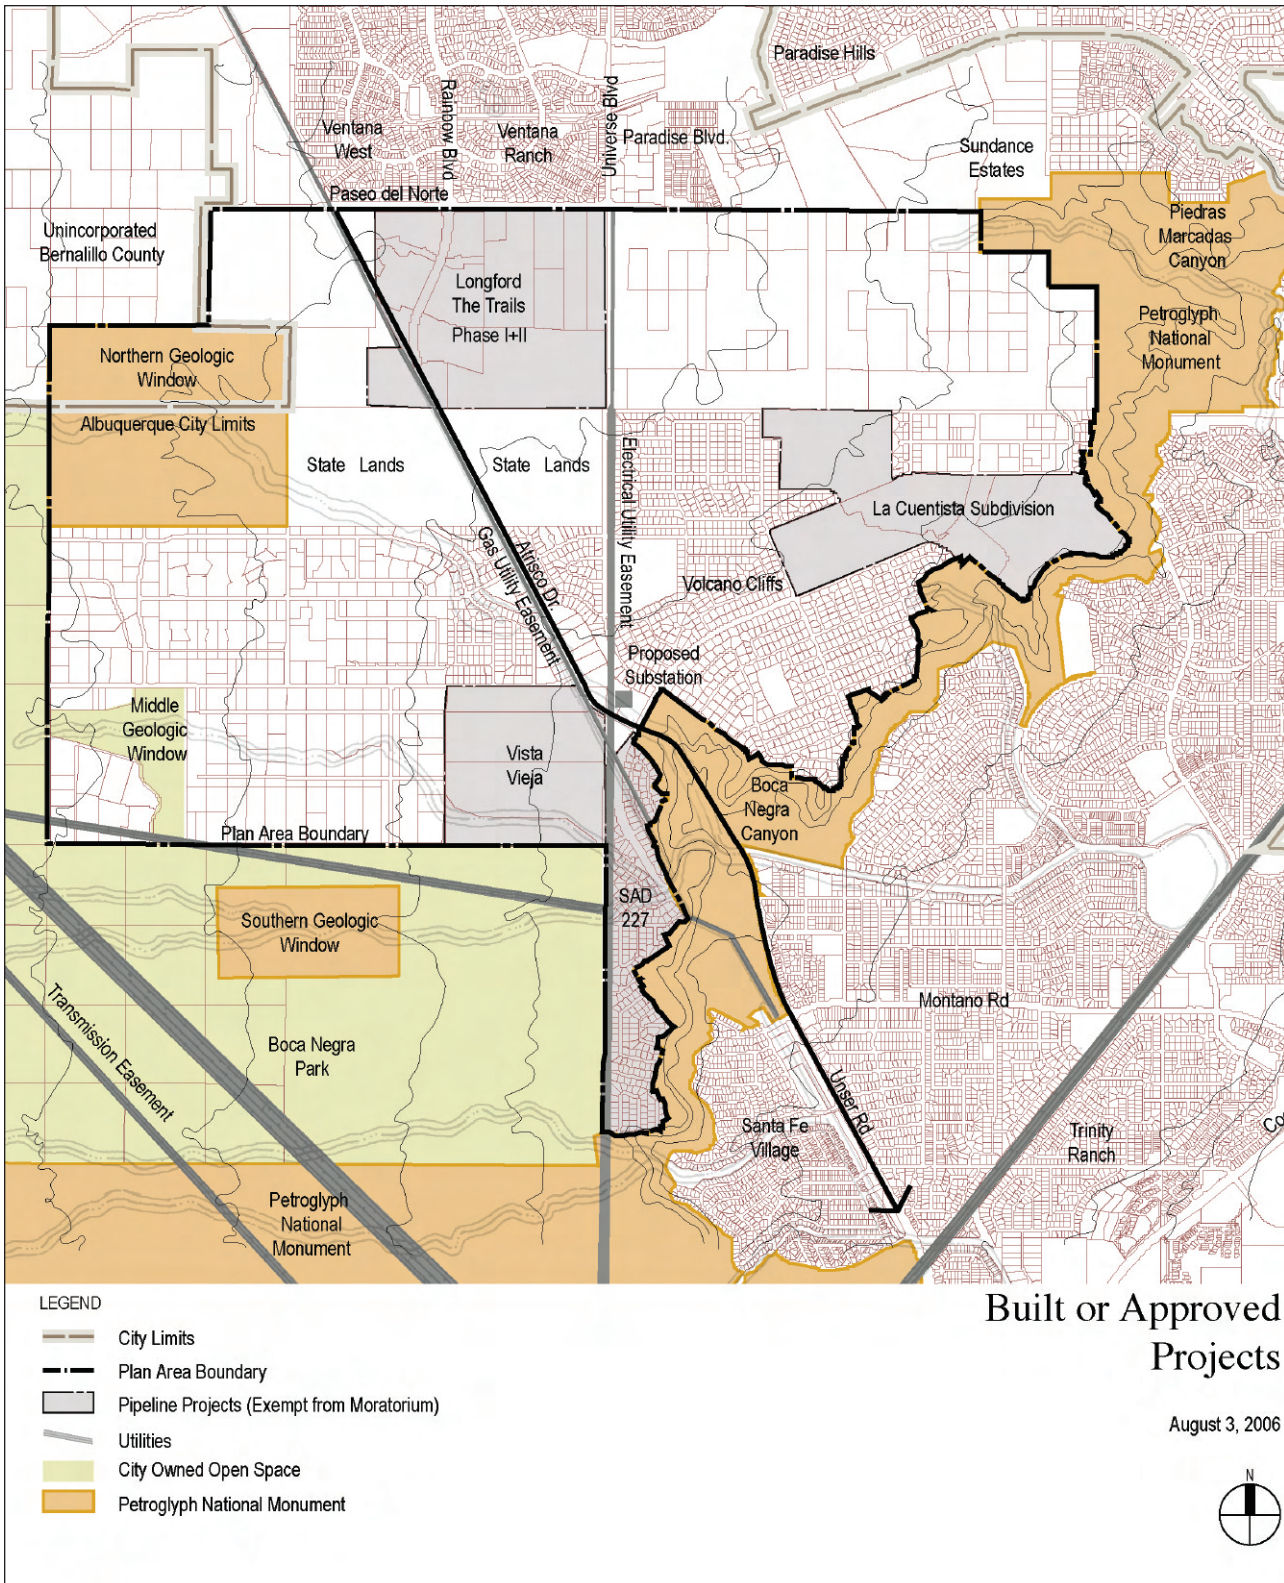 Paradise Hills
Ventana
West
Rainbow Blvd
Ventana
Ranch
Universe Blvd
Paradise Blvd.
Sundance
Estates
Paseo del Norte
Unincorporated
Bernalillo County
Piedras
Marcadas
Canyon
Longford
The Trails
Phase I+II
Petroglyph
National
Monument
Northern Geologic
Window
Albuquerque City Limits
State Lands
State Lands
Electrical Utility Easement
La Cuentista Subdivision
Atrisco Dr.
Gas Utility Easement
Volcano Cliffs
Proposed
Substation
Middle
Geologic
Window
Vista
Vieja
Boca
Negra
Canyon
Plan Area Boundary
SAD
227
Southern Geologic
Window
Montano Rd
Transmission Easement
Boca Negra
Park
Unser Rd
Santa Fe
Village
Trinity
Ranch
Co
Petroglyph
National
Monument
LEGEND
City Limits
Plan Area Boundary
Pipeline Projects (Exempt from Moratorium)
Utilities
City Owned Open Space
Petroglyph National Monument
Built or Approved
Projects
August 3, 2006
N